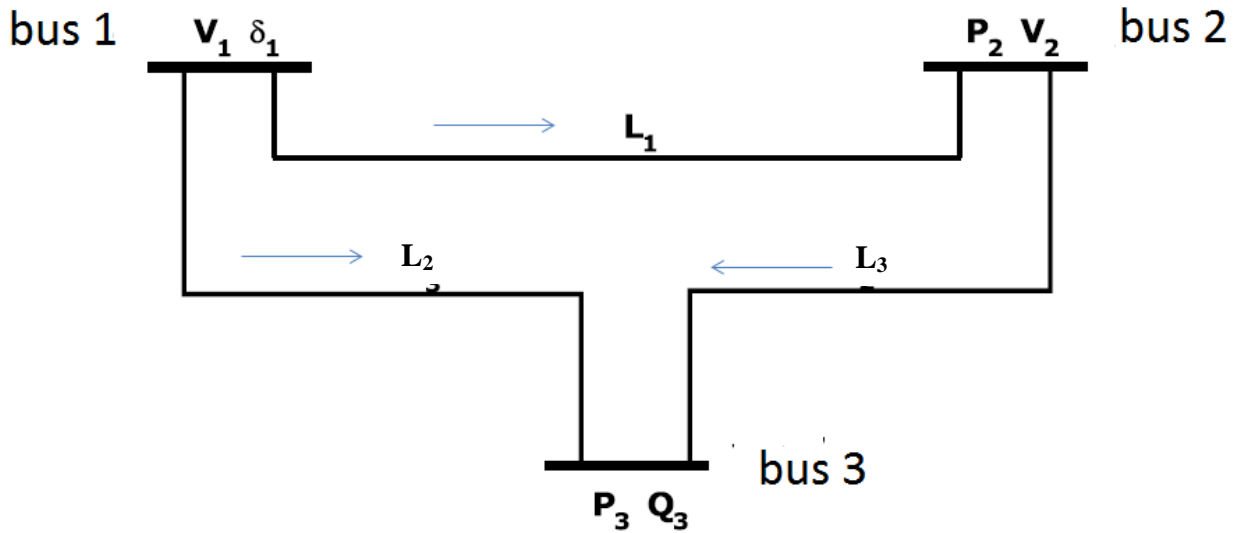 bus 1 V₁ δ₁ P₂ V₂ bus 2
L₁
L₂ L₃
bus 3
P₃ Q₃